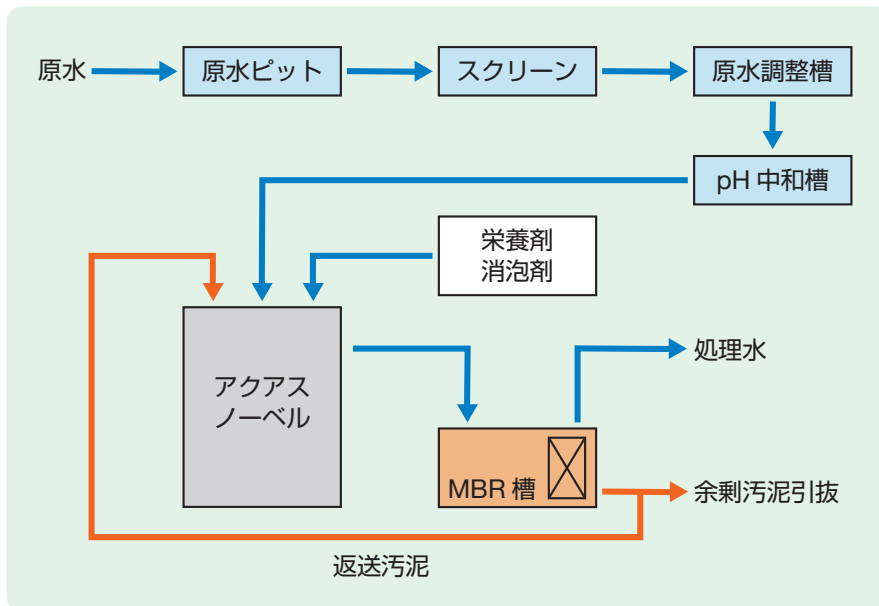 原水
原水ピット
スクリーン
原水調整槽
pH 中和槽
栄養剤
消泡剤
アクアス
ノーベル
処理水
MBR 槽
余剰汚泥引抜
返送汚泥